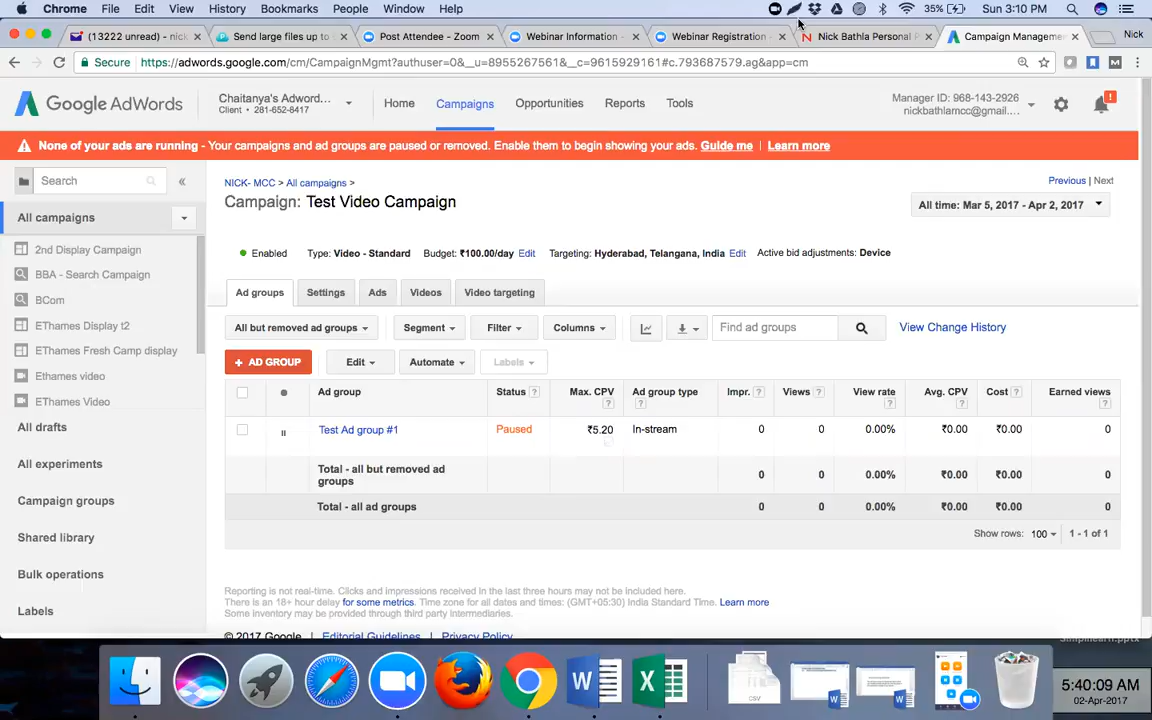 Chrome File Edit View History Bookmarks People Window Help 35% Sun 3:10 PM
(13222 unread) - nick Send large files up to Post Attendee - Zoom Webinar Information - Webinar Registration - Nick Bathla Personal P Campaign Manageme Nick
Secure https://adwords.google.com/cm/CampaignMgmt?authuser=0&__u=8955267561&__c=9615929161#c.793687579.ag&app=cm
Google AdWords
Chaitanya's Adword...
Client • 281-652-6417
Home Campaigns Opportunities Reports Tools
Manager ID: 968-143-2926
nickbathlamcc@gmail....
None of your ads are running - Your campaigns and ad groups are paused or removed. Enable them to begin showing your ads. Guide me | Learn more
Search
All campaigns
2nd Display Campaign
BBA - Search Campaign
BCom
EThames Display t2
EThames Fresh Camp display
Ethames video
EThames Video
All drafts
All experiments
Campaign groups
Shared library
Bulk operations
Labels
NICK- MCC > All campaigns >
Campaign: Test Video Campaign
Previous | Next
All time: Mar 5, 2017 - Apr 2, 2017
Enabled Type: Video - Standard Budget: ₹100.00/day Edit Targeting: Hyderabad, Telangana, India Edit Active bid adjustments: Device
Ad groups Settings Ads Videos Video targeting
All but removed ad groups Segment Filter Columns Find ad groups View Change History
+ AD GROUP Edit Automate Labels
Ad group Status ? Max. CPV ? Ad group type ? Impr. ? Views ? View rate ? Avg. CPV ? Cost ? Earned views ?
Test Ad group #1 Paused ₹5.20 In-stream 0 0 0.00% ₹0.00 ₹0.00 0
Total - all but removed ad groups 0 0 0.00% ₹0.00 ₹0.00 0
Total - all ad groups 0 0 0.00% ₹0.00 ₹0.00 0
Show rows: 100 1 - 1 of 1
Reporting is not real-time. Clicks and impressions received in the last three hours may not be included here.
There is an 18+ hour delay for some metrics. Time zone for all dates and times: (GMT+05:30) India Standard Time. Learn more
Some inventory may be provided through third party intermediaries.
© 2017 Google | Editorial Guidelines | Privacy Policy
W X CSV
5:40:09 AM
02-Apr-2017